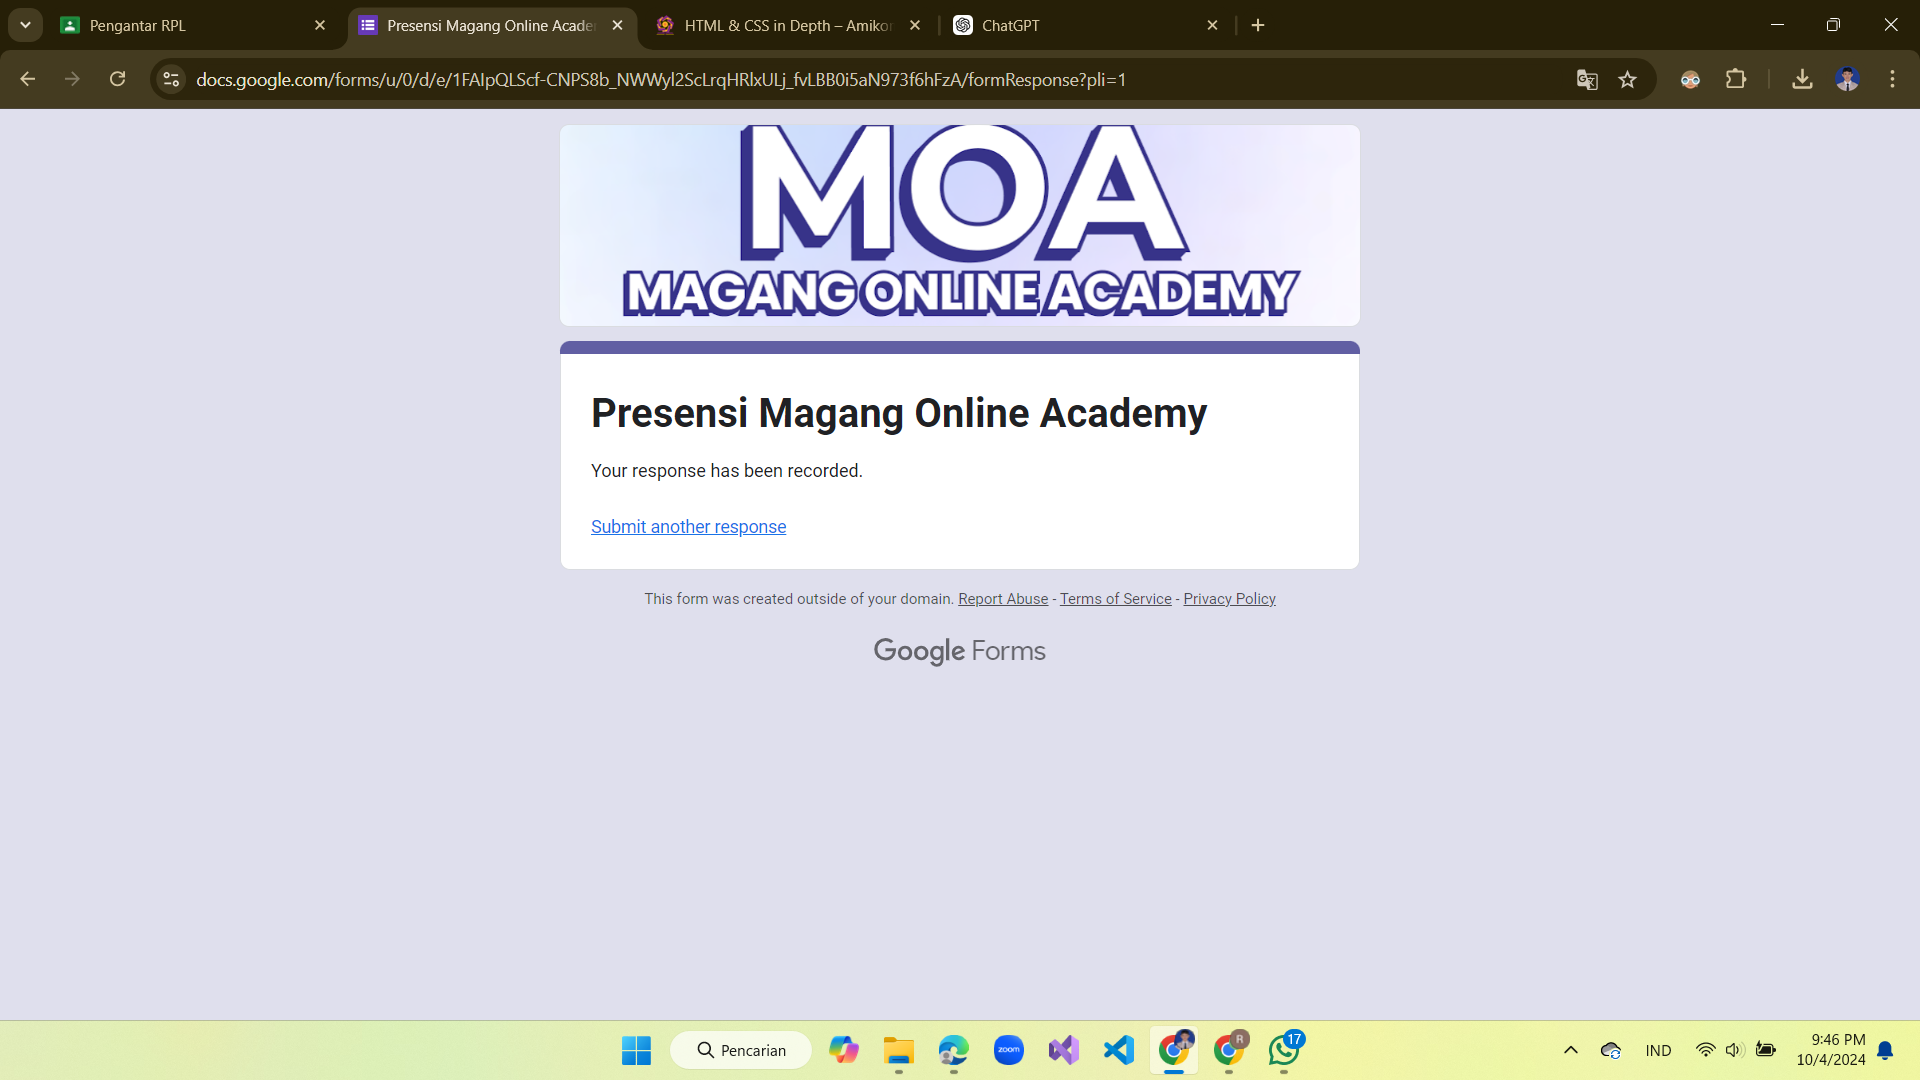 Pengantar RPL
Presensi Magang Online Acade
HTML & CSS in Depth – Amiko
ChatGPT
docs.google.com/forms/u/0/d/e/1FAIpQLScf-CNPS8b_NWWyl2ScLrqHRlxULj_fvLBB0i5aN973f6hFzA/formResponse?pli=1
MOA
MAGANG ONLINE ACADEMY
Presensi Magang Online Academy
Your response has been recorded.
Submit another response
This form was created outside of your domain. Report Abuse - Terms of Service - Privacy Policy
Google Forms
Pencarian
zoom
R
17
IND
9:46 PM
10/4/2024